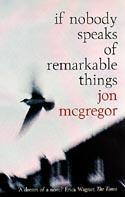 if nobody
speaks of
remarkable
things
jon
mcgregor
'A dream of a novel' Erica Wagner, The Times